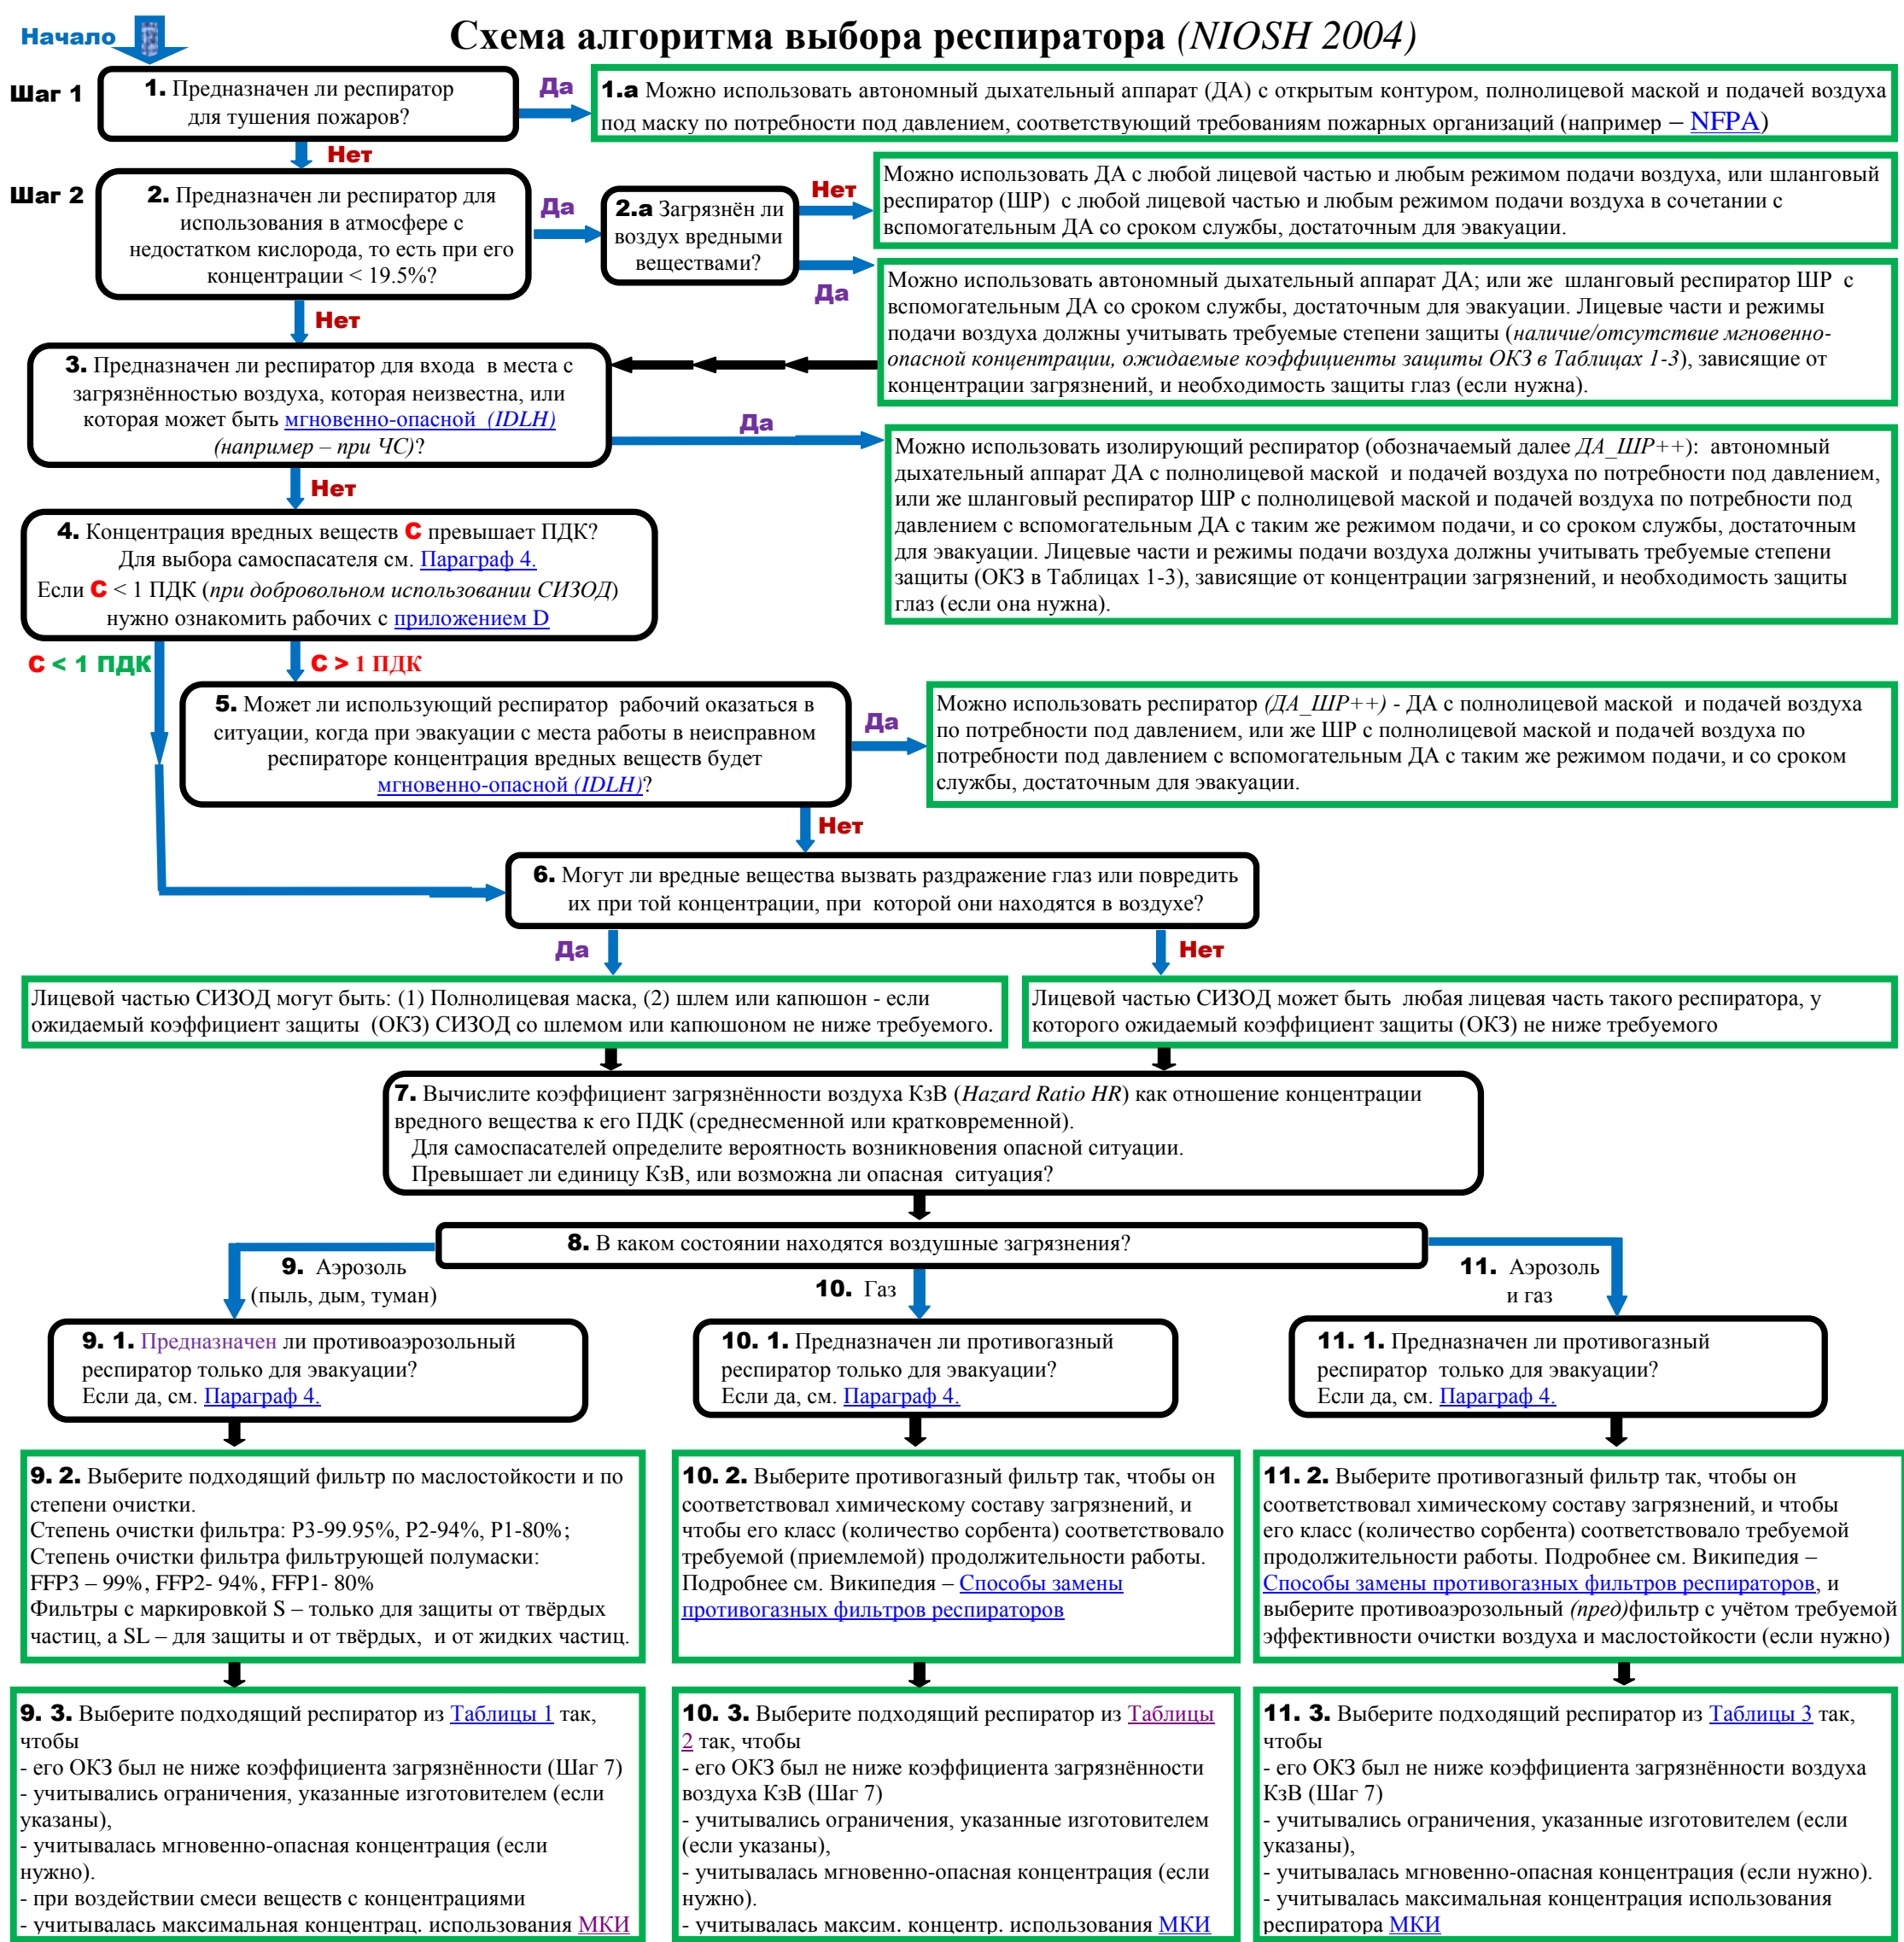 Начало
Схема алгоритма выбора респиратора (NIOSH 2004)
Шаг 1
1. Предназначен ли респиратор
для тушения пожаров?
Да
1.а Можно использовать автономный дыхательный аппарат (ДА) с открытым контуром, полнолицевой маской и подачей воздуха
под маску по потребности под давлением, соответствующий требованиям пожарных организаций (например – NFPA)
Нет
Шаг 2
2. Предназначен ли респиратор для
использования в атмосфере с
недостатком кислорода, то есть при его
концентрации < 19.5%?
Да
2.а Загрязнён ли
воздух вредными
веществами?
Нет
Можно использовать ДА с любой лицевой частью и любым режимом подачи воздуха, или шланговый
респиратор (ШР) с любой лицевой частью и любым режимом подачи воздуха в сочетании с
вспомогательным ДА со сроком службы, достаточным для эвакуации.
Да
Можно использовать автономный дыхательный аппарат ДА; или же шланговый респиратор ШР с
вспомогательным ДА со сроком службы, достаточным для эвакуации. Лицевые части и режимы
подачи воздуха должны учитывать требуемые степени защиты (наличие/отсутствие мгновенно-
опасной концентрации, ожидаемые коэффициенты защиты ОКЗ в Таблицах 1-3), зависящие от
концентрации загрязнений, и необходимость защиты глаз (если нужна).
Нет
3. Предназначен ли респиратор для входа в места с
загрязнённостью воздуха, которая неизвестна, или
которая может быть мгновенно-опасной (IDLH)
(например – при ЧС)?
Да
Можно использовать изолирующий респиратор (обозначаемый далее ДА_ШР++): автономный
дыхательный аппарат ДА с полнолицевой маской и подачей воздуха по потребности под давлением,
или же шланговый респиратор ШР с полнолицевой маской и подачей воздуха по потребности под
давлением с вспомогательным ДА с таким же режимом подачи, и со сроком службы, достаточным
для эвакуации. Лицевые части и режимы подачи воздуха должны учитывать требуемые степени
защиты (ОКЗ в Таблицах 1-3), зависящие от концентрации загрязнений, и необходимость защиты
глаз (если она нужна).
Нет
4. Концентрация вредных веществ С превышает ПДК?
Для выбора самоспасателя см. Параграф 4.
Если С < 1 ПДК (при добровольном использовании СИЗОД)
нужно ознакомить рабочих с приложением D
С < 1 ПДК
С > 1 ПДК
5. Может ли использующий респиратор рабочий оказаться в
ситуации, когда при эвакуации с места работы в неисправном
респираторе концентрация вредных веществ будет
мгновенно-опасной (IDLH)?
Да
Можно использовать респиратор (ДА_ШР++) - ДА с полнолицевой маской и подачей воздуха
по потребности под давлением, или же ШР с полнолицевой маской и подачей воздуха по
потребности под давлением с вспомогательным ДА с таким же режимом подачи, и со сроком
службы, достаточным для эвакуации.
Нет
6. Могут ли вредные вещества вызвать раздражение глаз или повредить
их при той концентрации, при которой они находятся в воздухе?
Да
Нет
Лицевой частью СИЗОД могут быть: (1) Полнолицевая маска, (2) шлем или капюшон - если
ожидаемый коэффициент защиты (ОКЗ) СИЗОД со шлемом или капюшоном не ниже требуемого.
Лицевой частью СИЗОД может быть любая лицевая часть такого респиратора, у
которого ожидаемый коэффициент защиты (ОКЗ) не ниже требуемого
7. Вычислите коэффициент загрязнённости воздуха КзВ (Hazard Ratio HR) как отношение концентрации
вредного вещества к его ПДК (среднесменной или кратковременной).
Для самоспасателей определите вероятность возникновения опасной ситуации.
Превышает ли единицу КзВ, или возможна ли опасная ситуация?
8. В каком состоянии находятся воздушные загрязнения?
9. Аэрозоль
(пыль, дым, туман)
10. Газ
11. Аэрозоль
и газ
9. 1. Предназначен ли противоаэрозольный
респиратор только для эвакуации?
Если да, см. Параграф 4.
10. 1. Предназначен ли противогазный
респиратор только для эвакуации?
Если да, см. Параграф 4.
11. 1. Предназначен ли противогазный
респиратор только для эвакуации?
Если да, см. Параграф 4.
9. 2. Выберите подходящий фильтр по маслостойкости и по
степени очистки.
Степень очистки фильтра: Р3-99.95%, Р2-94%, Р1-80%;
Степень очистки фильтра фильтрующей полумаски:
FFP3 – 99%, FFP2- 94%, FFP1- 80%
Фильтры с маркировкой S – только для защиты от твёрдых
частиц, а SL – для защиты и от твёрдых, и от жидких частиц.
10. 2. Выберите противогазный фильтр так, чтобы он
соответствовал химическому составу загрязнений, и
чтобы его класс (количество сорбента) соответствовало
требуемой (приемлемой) продолжительности работы.
Подробнее см. Википедия – Способы замены
противогазных фильтров респираторов
11. 2. Выберите противогазный фильтр так, чтобы он
соответствовал химическому составу загрязнений, и чтобы
его класс (количество сорбента) соответствовало требуемой
продолжительности работы. Подробнее см. Википедия –
Способы замены противогазных фильтров респираторов, и
выберите противоаэрозольный (пред)фильтр с учётом требуемой
эффективности очистки воздуха и маслостойкости (если нужно)
9. 3. Выберите подходящий респиратор из Таблицы 1 так,
чтобы
- его ОКЗ был не ниже коэффициента загрязнённости (Шаг 7)
- учитывались ограничения, указанные изготовителем (если
указаны),
- учитывалась мгновенно-опасная концентрация (если
нужно).
- при воздействии смеси веществ с концентрациями
- учитывалась максимальная концентрац. использования МКИ
10. 3. Выберите подходящий респиратор из Таблицы
2 так, чтобы
- его ОКЗ был не ниже коэффициента загрязнённости
воздуха КзВ (Шаг 7)
- учитывались ограничения, указанные изготовителем
(если указаны),
- учитывалась мгновенно-опасная концентрация (если
нужно).
- учитывалась максим. концентр. использования МКИ
11. 3. Выберите подходящий респиратор из Таблицы 3 так,
чтобы
- его ОКЗ был не ниже коэффициента загрязнённости воздуха
КзВ (Шаг 7)
- учитывались ограничения, указанные изготовителем (если
указаны),
- учитывалась мгновенно-опасная концентрация (если нужно).
- учитывалась максимальная концентрация использования
респиратора МКИ